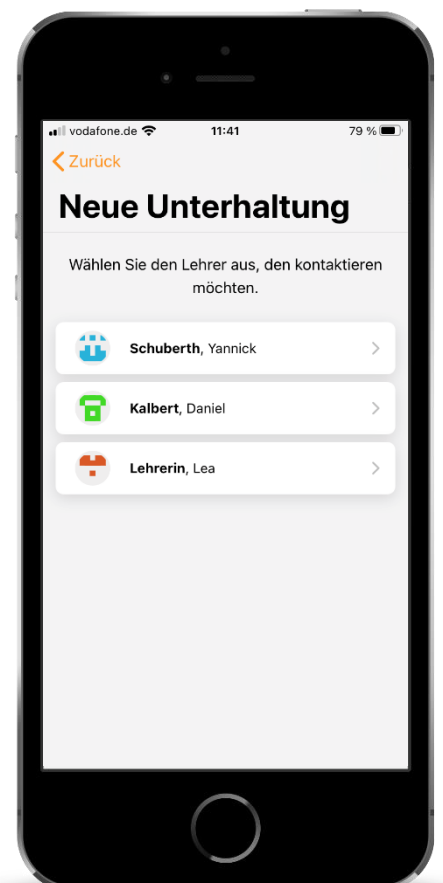 vodafone.de 11:41 79 %
Zurück
Neue Unterhaltung
Wählen Sie den Lehrer aus, den kontaktieren
möchten.
Schuberth, Yannick
Kalbert, Daniel
Lehrerin, Lea